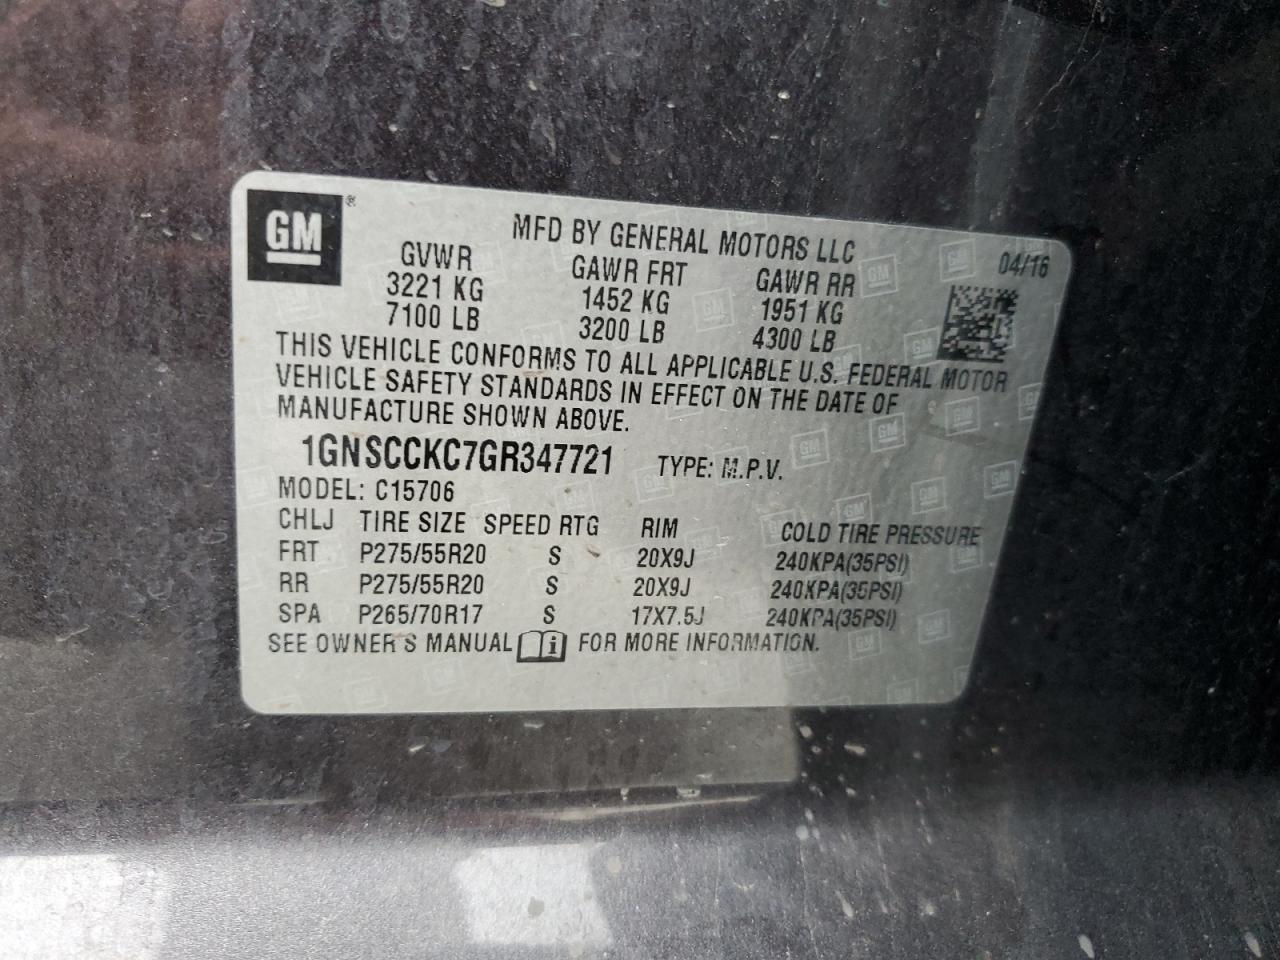 GM®
MFD BY GENERAL MOTORS LLC
04/16
GVWR GAWR FRT GAWR RR
3221 KG 1452 KG 1951 KG
7100 LB 3200 LB 4300 LB
THIS VEHICLE CONFORMS TO ALL APPLICABLE U.S. FEDERAL MOTOR
VEHICLE SAFETY STANDARDS IN EFFECT ON THE DATE OF
MANUFACTURE SHOWN ABOVE.
1GNSCCKC7GR347721 TYPE: M.P.V.
MODEL: C15706
CHLJ TIRE SIZE SPEED RTG RIM COLD TIRE PRESSURE
FRT P275/55R20 S 20X9J 240KPA(35PSI)
RR P275/55R20 S 20X9J 240KPA(35PSI)
SPA P265/70R17 S 17X7.5J 240KPA(35PSI)
SEE OWNER'S MANUAL i FOR MORE INFORMATION.